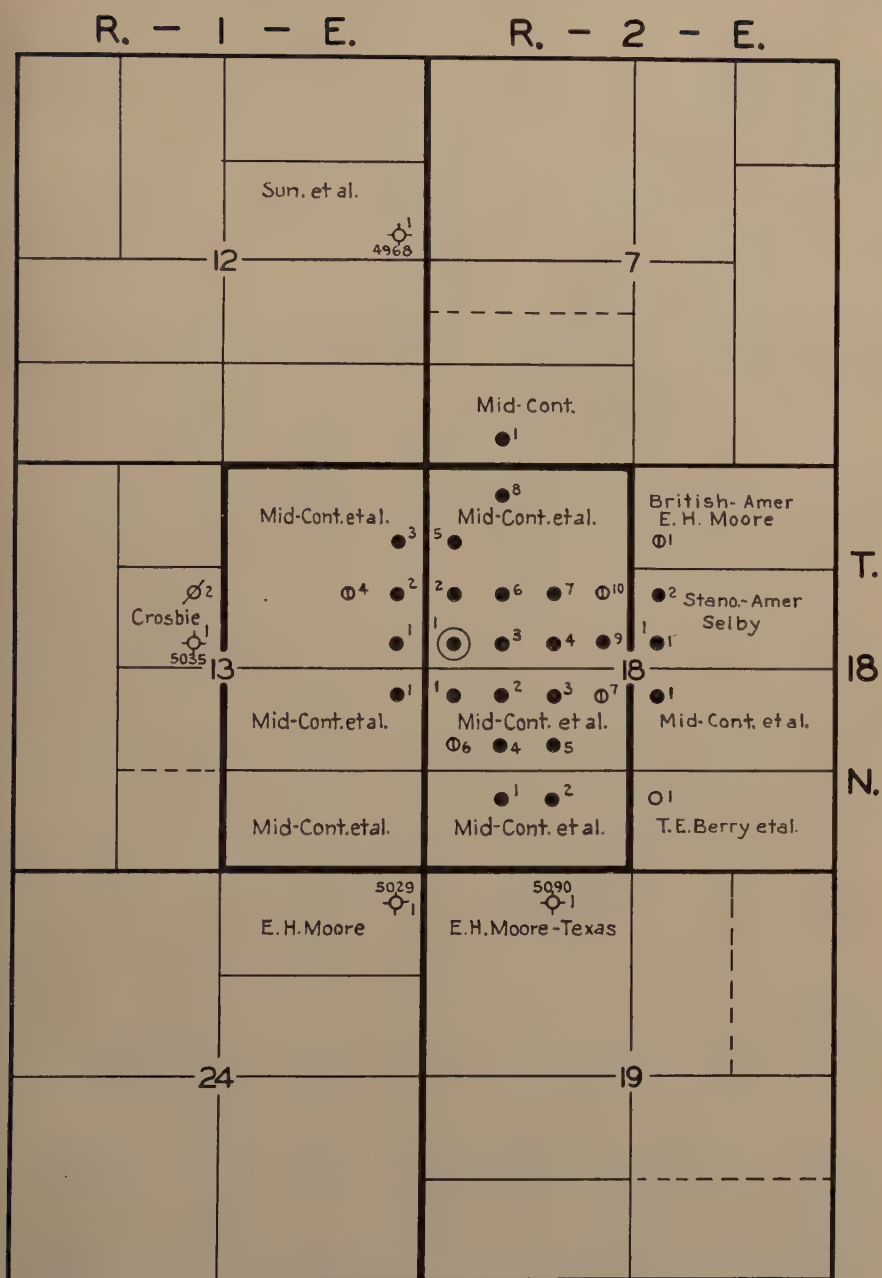 R. - 1 - E. R. - 2 - E.
Sun. et al.
1
4968
12 7
Mid-Cont.
1
8
Mid-Cont. et al. 3 5 Mid-Cont. et al. British-Amer
E. H. Moore
1
T.
2 4 2 2 6 7 10 2 Stano.-Amer
Crosbie 1 1 1 3 4 9 1 1 Selby
5035
13 18 18
1 1 2 3 7 1
Mid-Cont. et al. Mid-Cont. et al. Mid-Cont. et al.
6 4 5
N.
1 2 1
Mid-Cont. et al. Mid-Cont. et al. T. E. Berry et al.
5029 5090
1 1
E. H. Moore E. H. Moore-Texas
24 19